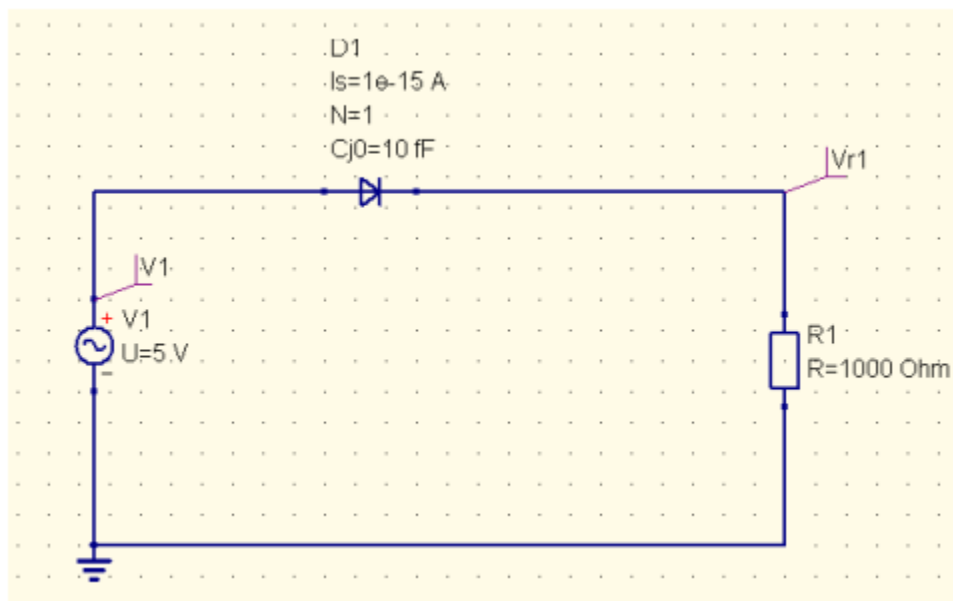 D1
Is=1e-15 A
N=1
Cj0=10 fF
Vr1
V1
+ V1
U=5 V
−
R1
R=1000 Ohm